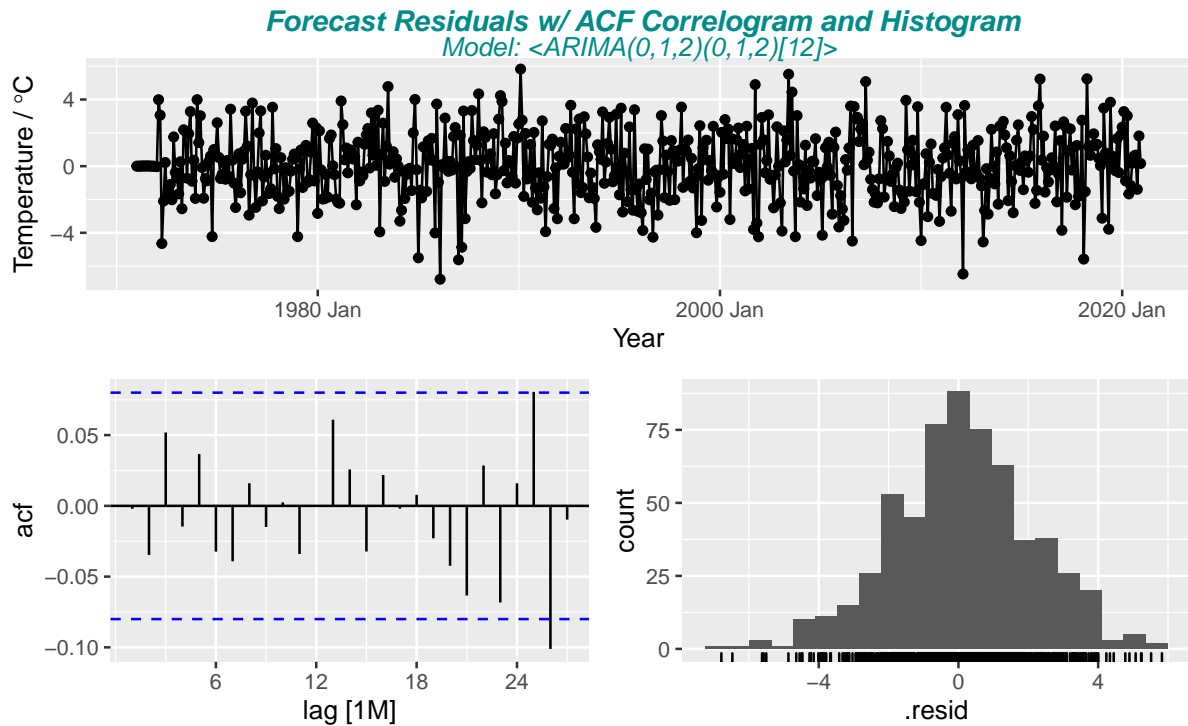 Forecast Residuals w/ ACF Correlogram and Histogram
Model: <ARIMA(0,1,2)(0,1,2)[12]>
Temperature / °C
4
0
−4
1980 Jan
2000 Jan
2020 Jan
Year
acf
0.05
0.00
−0.05
−0.10
6
12
18
24
lag [1M]
count
75
50
25
0
−4
0
4
.resid